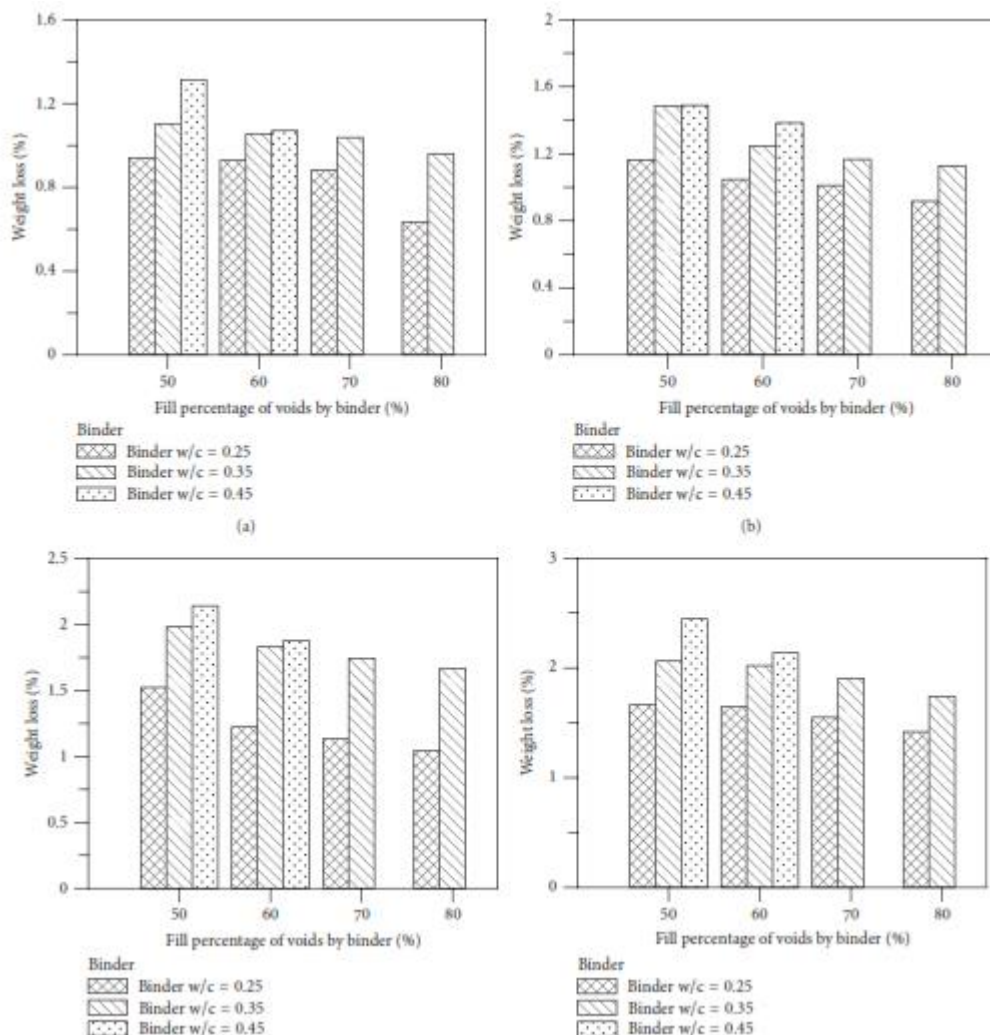 1.6
1.2
0.8
0.4
0
Weight loss (%)
50 60 70 80
Fill percentage of voids by binder (%)
Binder
Binder w/c = 0.25
Binder w/c = 0.35
Binder w/c = 0.45
(a)
2
1.6
1.2
0.8
0.4
0
Weight loss (%)
50 60 70 80
Fill percentage of voids by binder (%)
Binder
Binder w/c = 0.25
Binder w/c = 0.35
Binder w/c = 0.45
(b)
2.5
2
1.5
1
0.5
0
Weight loss (%)
50 60 70 80
Fill percentage of voids by binder (%)
Binder
Binder w/c = 0.25
Binder w/c = 0.35
Binder w/c = 0.45
3
2
1
0
Weight loss (%)
50 60 70 80
Fill percentage of voids by binder (%)
Binder
Binder w/c = 0.25
Binder w/c = 0.35
Binder w/c = 0.45